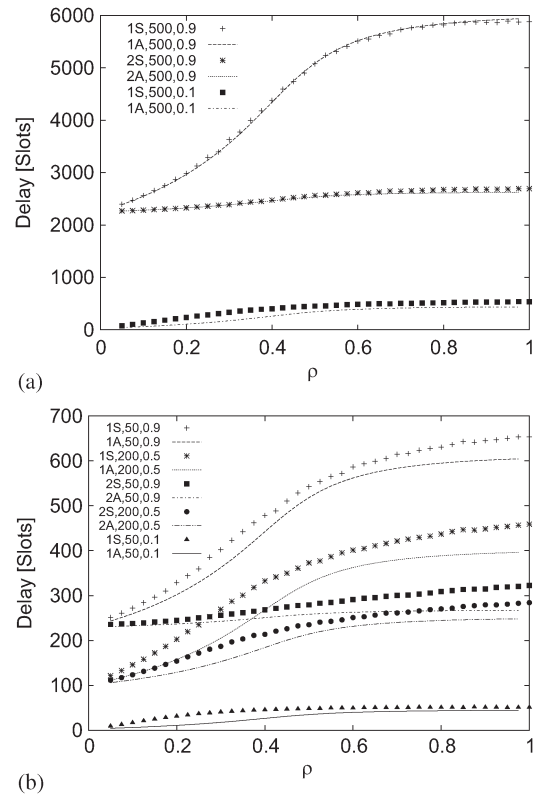 6000
5000
4000
3000
2000
1000
0
Delay [Slots]
1S,500,0.9
1A,500,0.9
2S,500,0.9
2A,500,0.9
1S,500,0.1
1A,500,0.1
0 0.2 0.4 0.6 0.8 1
ρ
(a)
700
600
500
400
300
200
100
0
Delay [Slots]
1S,50,0.9
1A,50,0.9
1S,200,0.5
1A,200,0.5
2S,50,0.9
2A,50,0.9
2S,200,0.5
2A,200,0.5
1S,50,0.1
1A,50,0.1
0 0.2 0.4 0.6 0.8 1
ρ
(b)